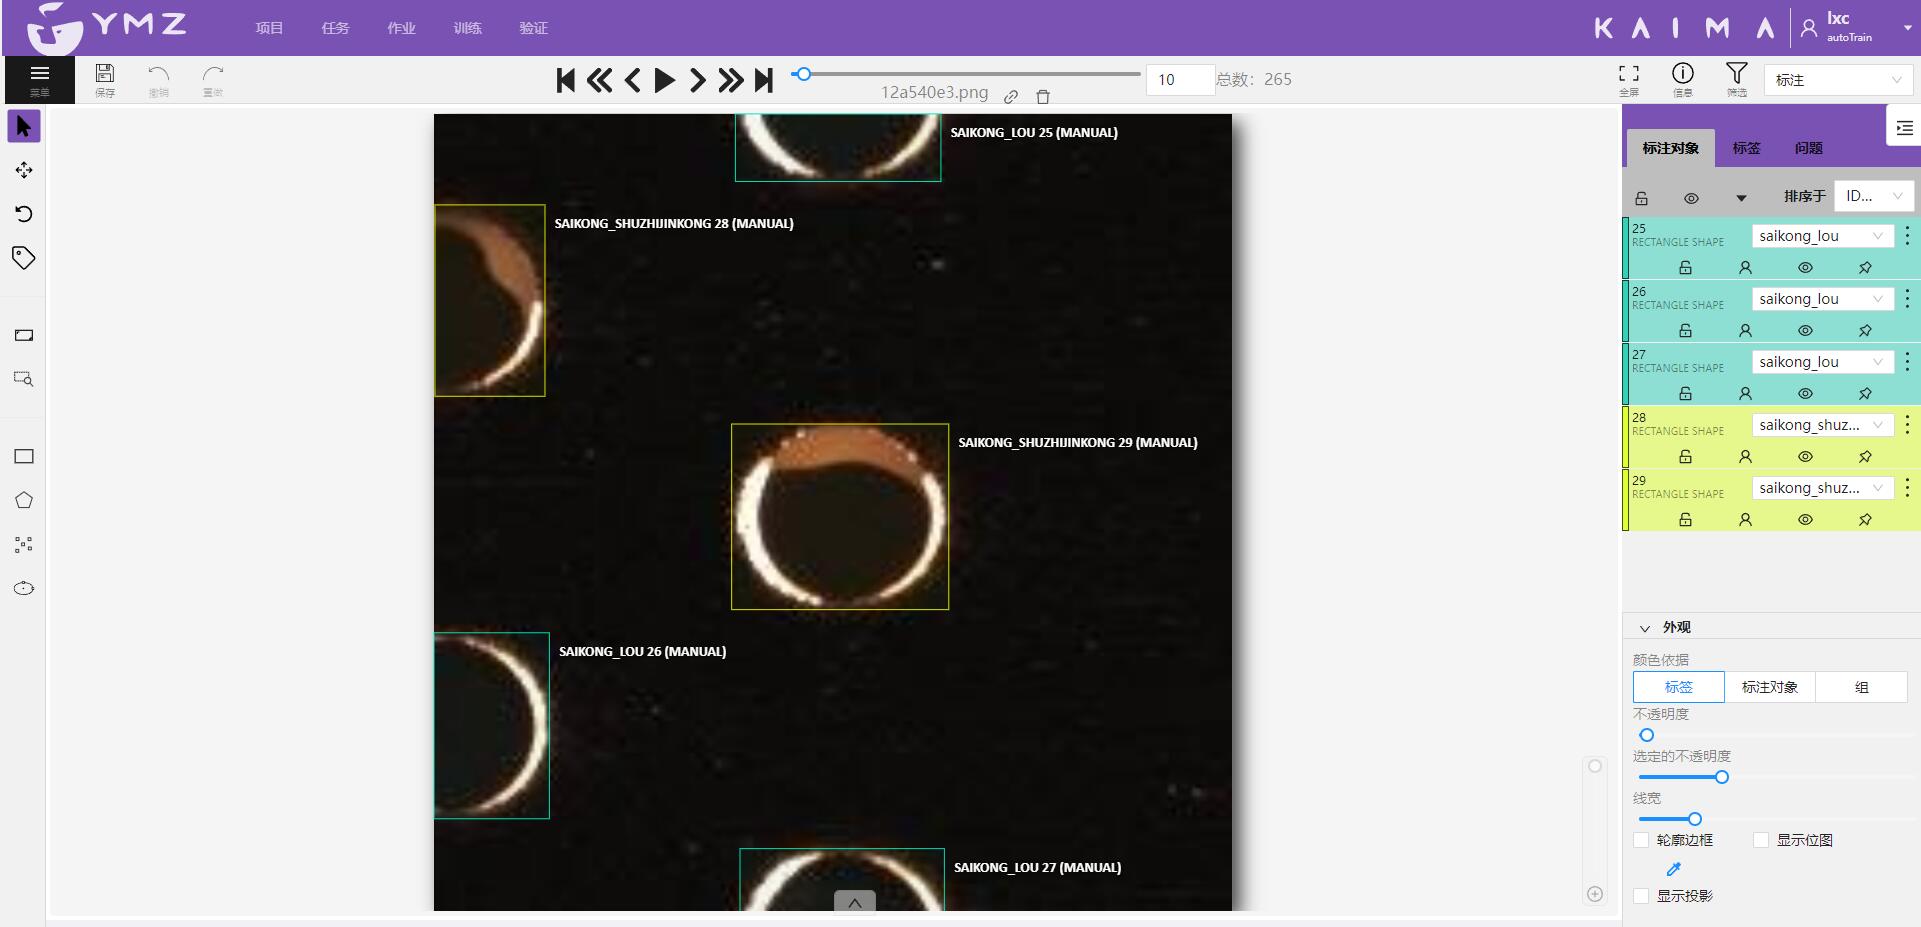 YMZ
项目 任务 作业 训练 验证
KAIMA
lxc
autoTrain
菜单 保存 撤销 重做
12a540e3.png
10 总数：265
全屏 信息 筛选 标注
SAIKONG_LOU 25 (MANUAL)
SAIKONG_SHUZHIJINKONG 28 (MANUAL)
SAIKONG_SHUZHIJINKONG 29 (MANUAL)
SAIKONG_LOU 26 (MANUAL)
SAIKONG_LOU 27 (MANUAL)
标注对象 标签 问题
排序于 ID...
25 saikong_lou
RECTANGLE SHAPE
26 saikong_lou
RECTANGLE SHAPE
27 saikong_lou
RECTANGLE SHAPE
28 saikong_shuz...
RECTANGLE SHAPE
29 saikong_shuz...
RECTANGLE SHAPE
外观
颜色依据
标签 标注对象 组
不透明度
选定的不透明度
线宽
轮廓边框 显示位图
显示投影